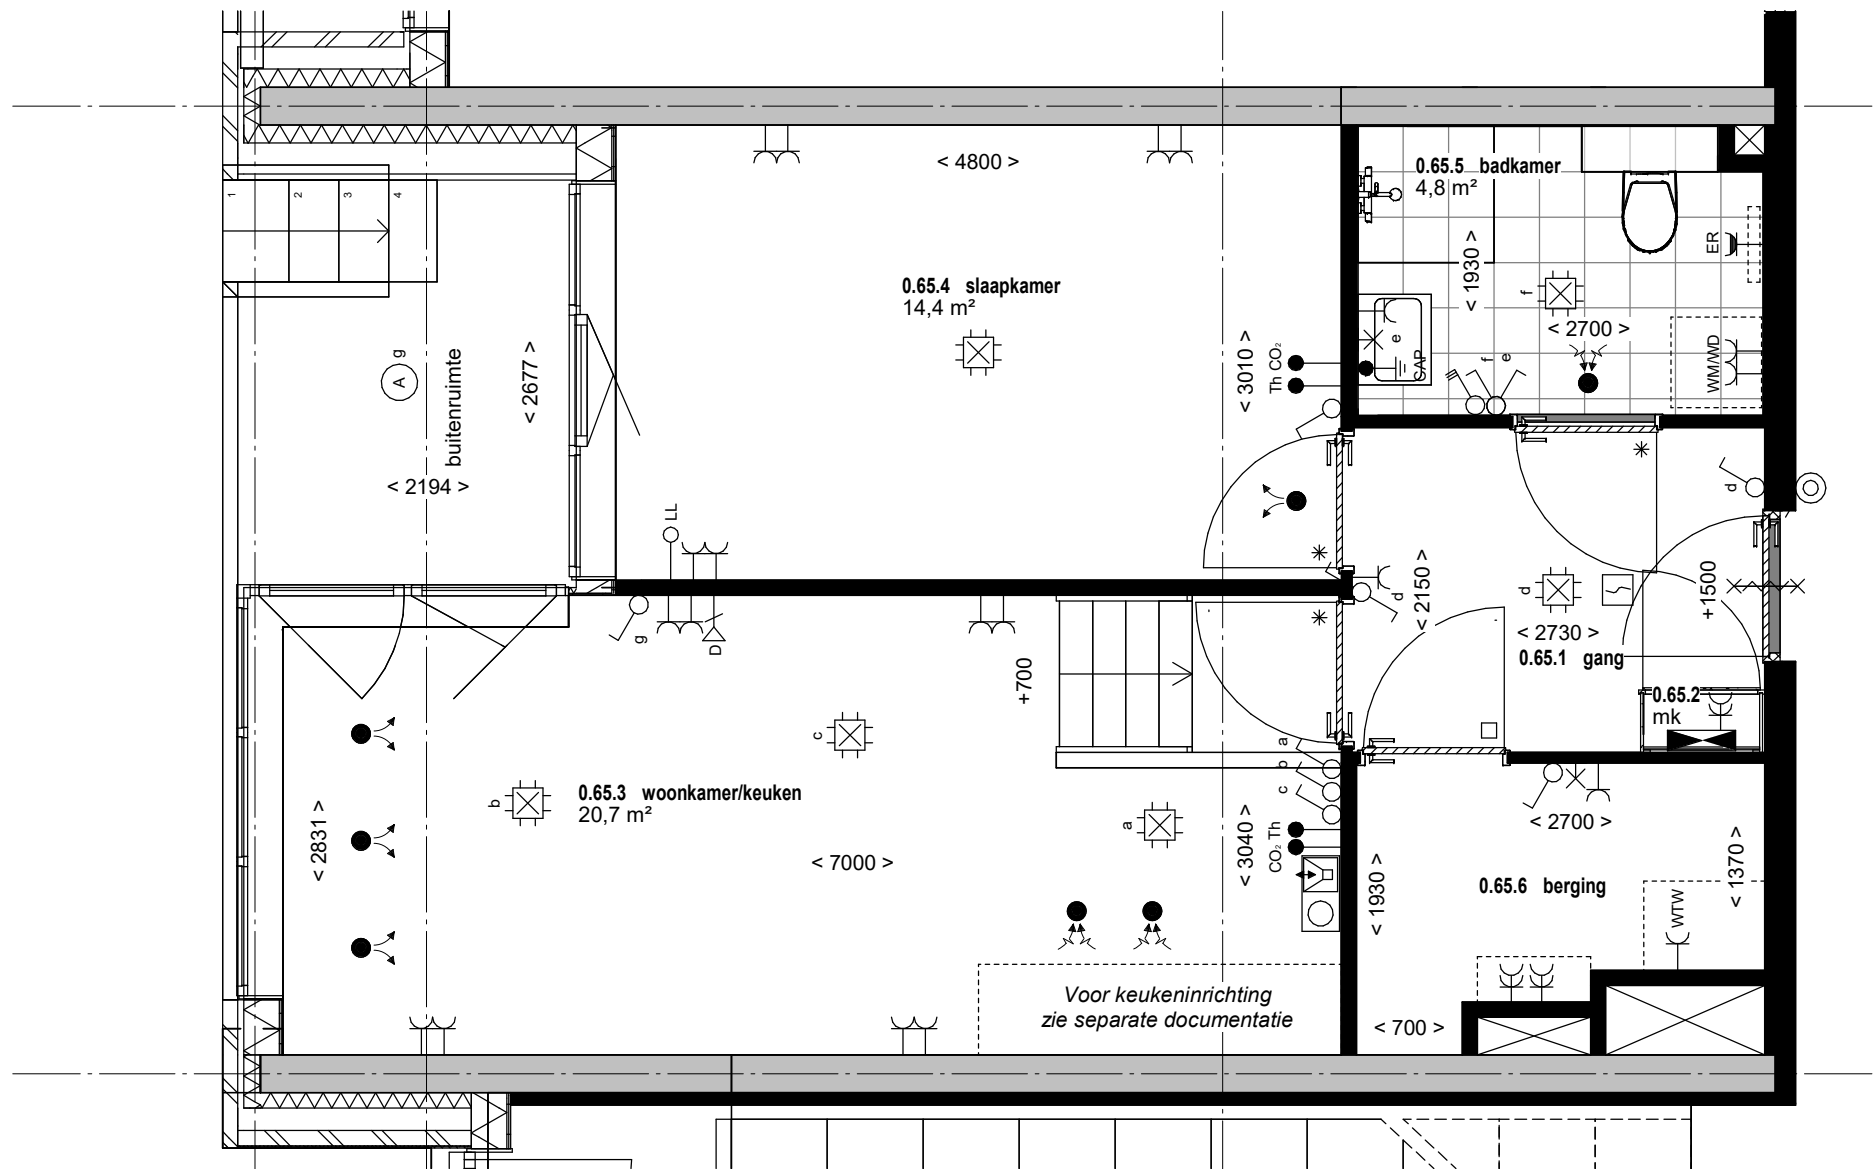 < 4800 >
0.65.5 badkamer
4,8 m²
1
2
3
4
ER
< 1930 >
0.65.4 slaapkamer
14,4 m²
f
< 2700 >
g
A
buitenruimte
< 2677 >
< 3010 >
Th CO₂
e
CAP
f
e
WM/WD
< 2194 >
LL
d
< 2150 >
d
d
+1500
< 2730 >
0.65.1 gang
g
D
+700
0.65.2
mk
c
a
b
c
b
0.65.3 woonkamer/keuken
20,7 m²
a
< 2831 >
< 7000 >
< 3040 >
CO₂ Th
< 2700 >
< 1930 >
0.65.6 berging
< 1370 >
WTW
Voor keukeninrichting
zie separate documentatie
< 700 >